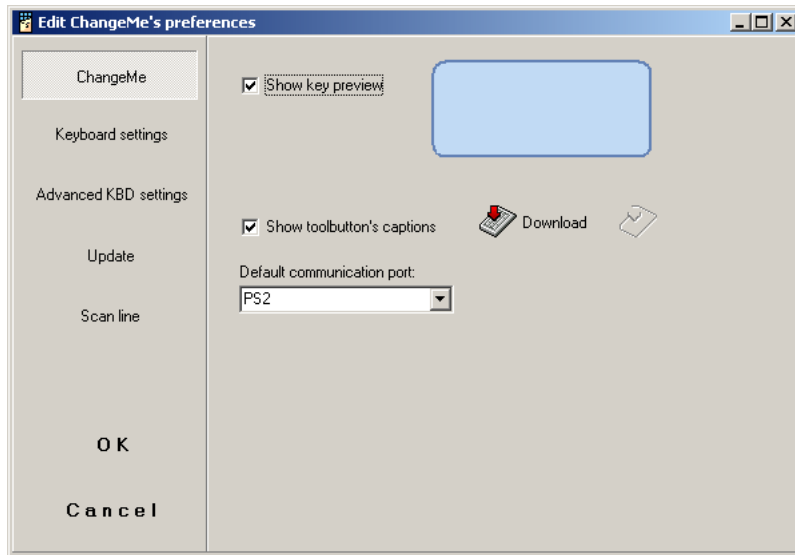 Edit ChangeMe's preferences
ChangeMe
Show key preview
Keyboard settings
Advanced KBD settings
Show toolbutton's captions
Download
Update
Default communication port:
PS2
Scan line
OK
Cancel